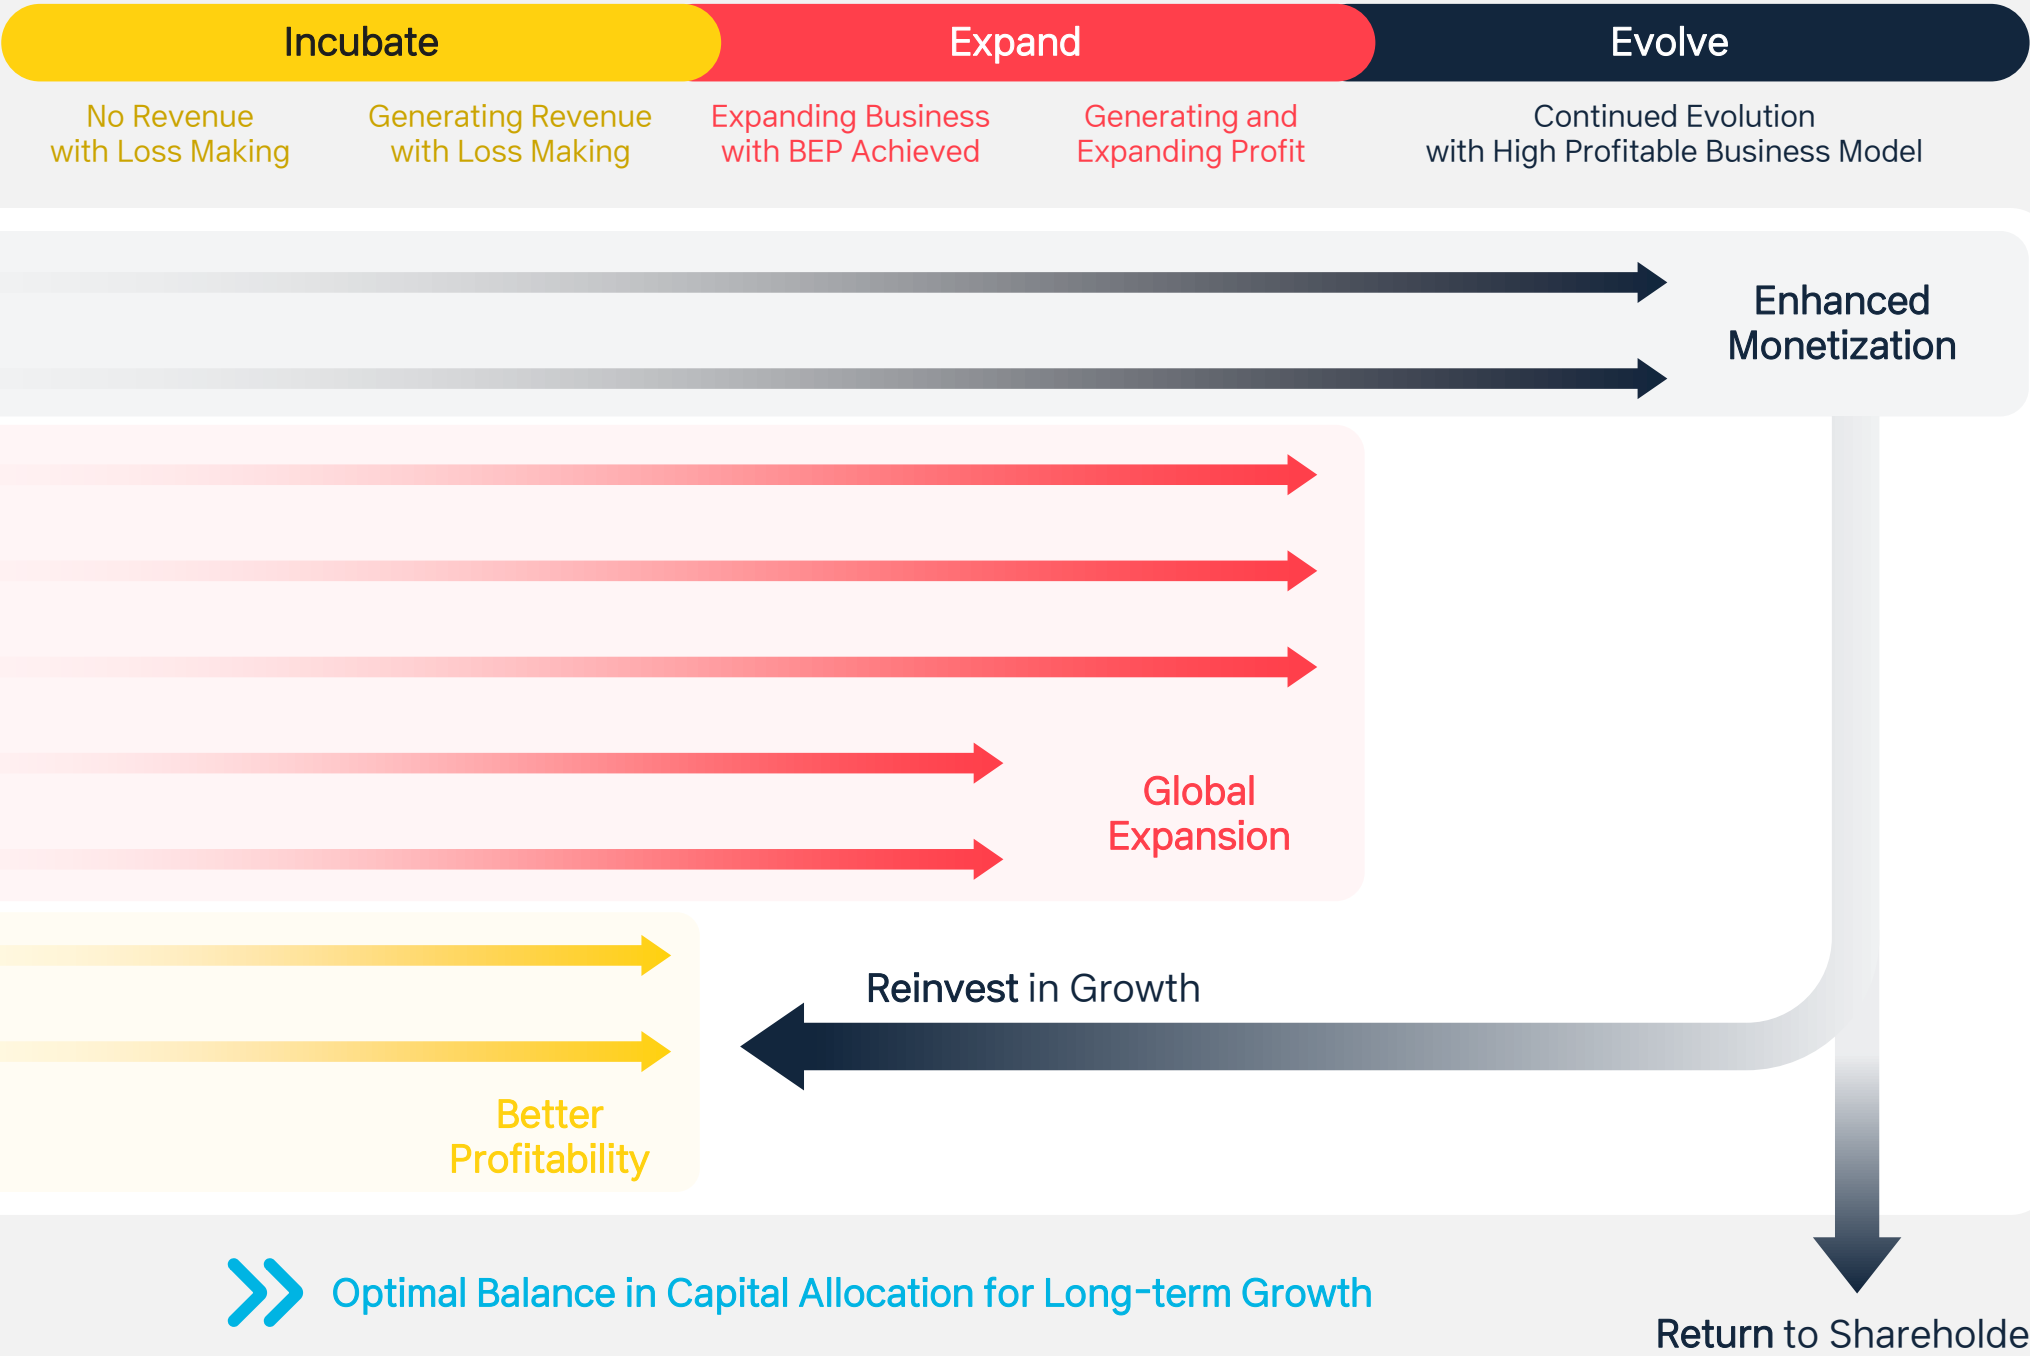 Incubate
Expand
Evolve
No Revenue
with Loss Making
Generating Revenue
with Loss Making
Expanding Business
with BEP Achieved
Generating and
Expanding Profit
Continued Evolution
with High Profitable Business Model
Enhanced
Monetization
Global
Expansion
Reinvest in Growth
Better
Profitability
Optimal Balance in Capital Allocation for Long-term Growth
Return to Shareholde